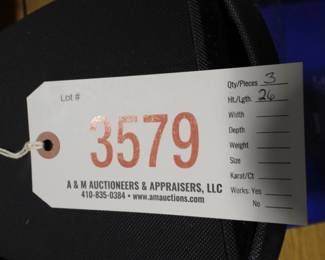 Lot #
3579
A & M AUCTIONEERS & APPRAISERS, LLC
410-835-0384 • www.amauctions.com
Qty/Pieces 3
Ht./Lgth. 26
Width
Depth
Weight
Size
Karat/Ct
Works: Yes
No